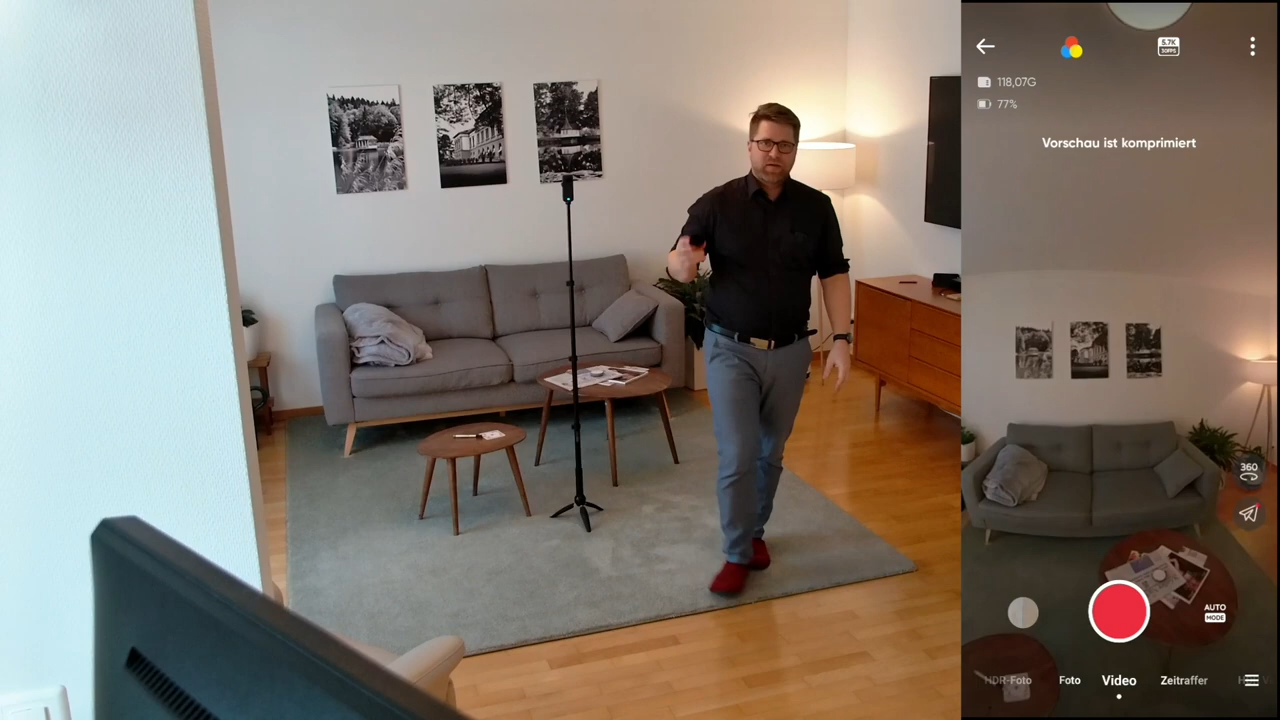 5.7K
30FPS
118,07G
77%
Vorschau ist komprimiert
360
AUTO
MODE
HDR-Foto
Foto
Video
Zeitraffer